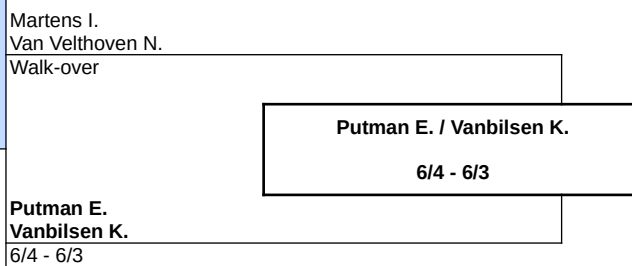 Martens I.
Van Velthoven N.
Walk-over
Putman E. / Vanbilsen K.
6/4 - 6/3
Putman E.
Vanbilsen K.
6/4 - 6/3